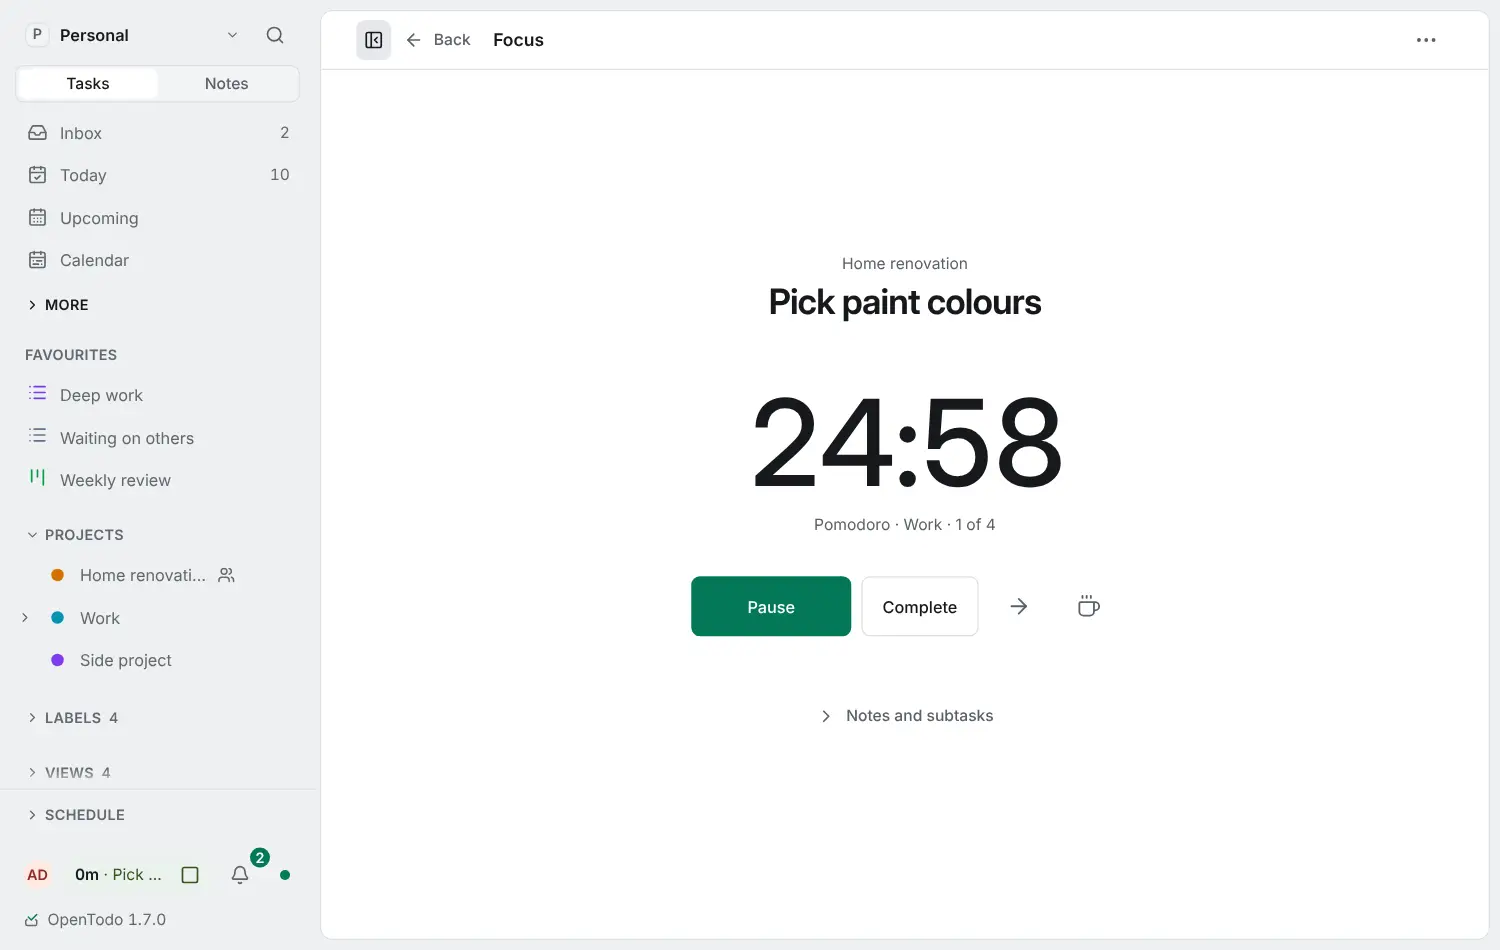 P
Personal
Tasks
Notes
Inbox
2
Today
10
Upcoming
Calendar
MORE
FAVOURITES
Deep work
Waiting on others
Weekly review
PROJECTS
Home renovati...
Work
Side project
LABELS 4
VIEWS 4
SCHEDULE
AD
0m · Pick ...
2
OpenTodo 1.7.0
Back
Focus
Home renovation
Pick paint colours
24:58
Pomodoro · Work · 1 of 4
Pause
Complete
Notes and subtasks